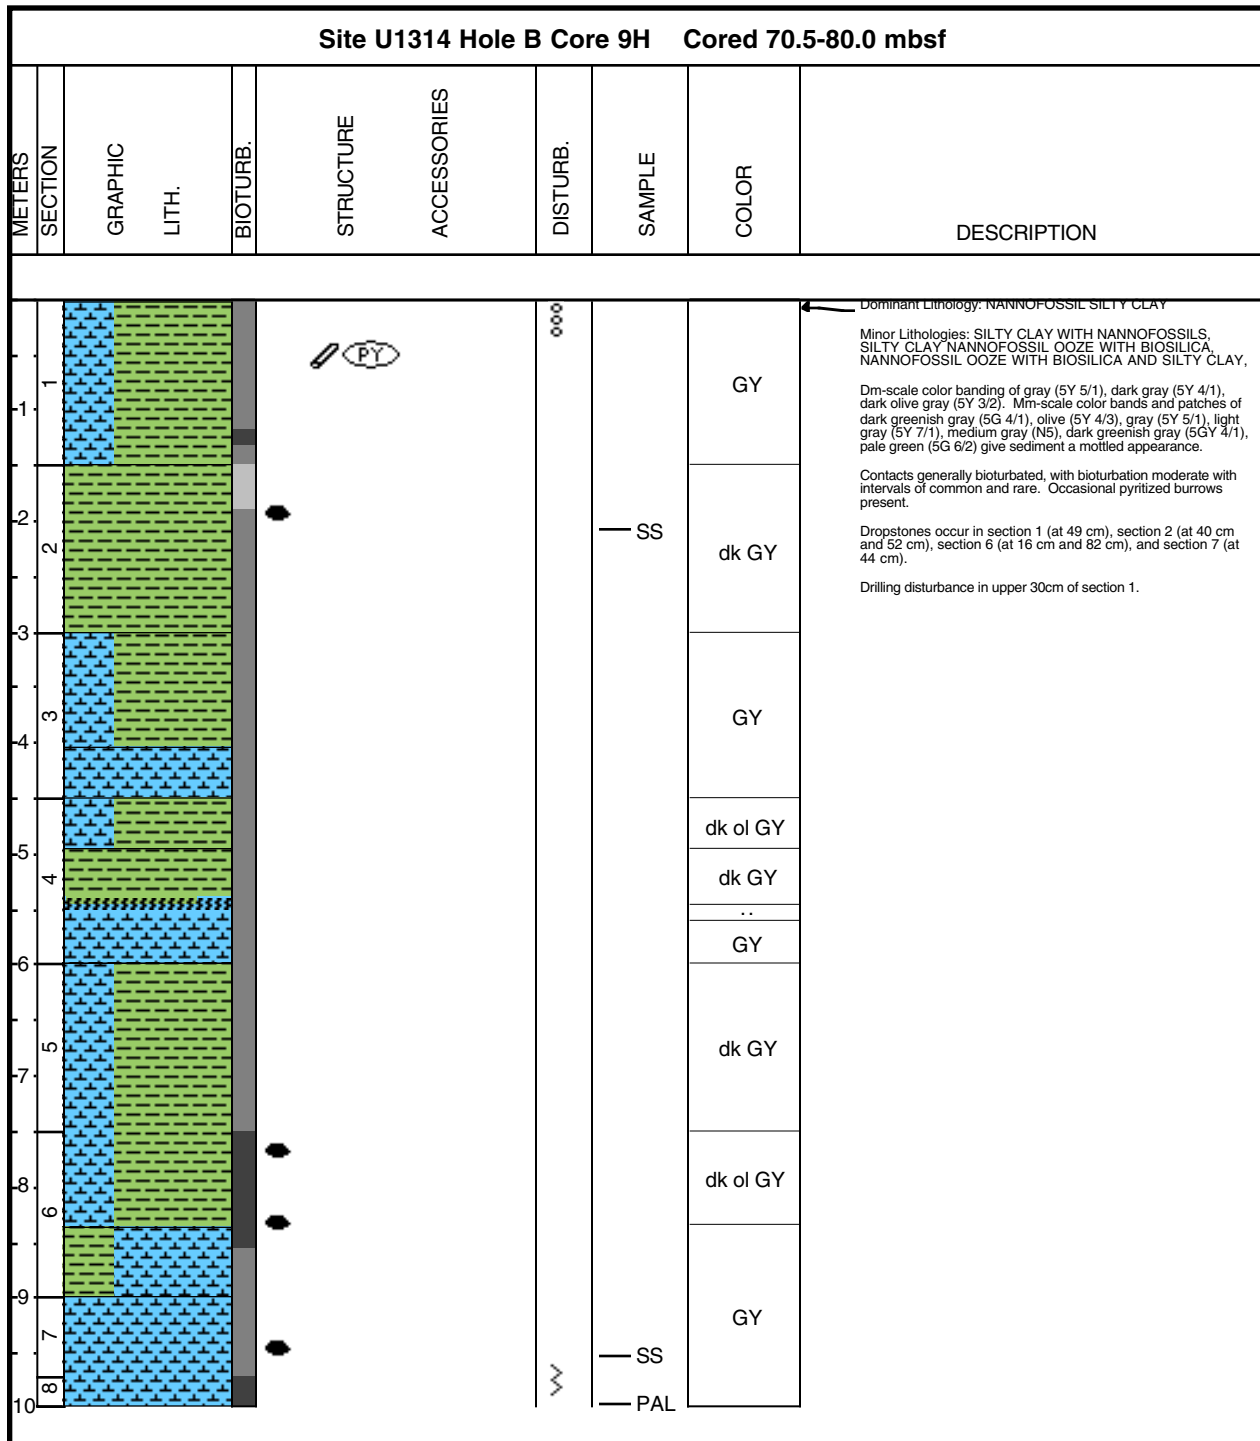 Site U1314 Hole B Core 9H Cored 70.5-80.0 mbsf
METERS
SECTION
GRAPHIC
LITH.
BIOTURB.
STRUCTURE
ACCESSORIES
DISTURB.
SAMPLE
COLOR
DESCRIPTION
Dominant Lithology: NANNOFOSSIL SILTY CLAY
Minor Lithologies: SILTY CLAY WITH NANNOFOSSILS,
SILTY CLAY NANNOFOSSIL OOZE WITH BIOSILICA,
NANNOFOSSIL OOZE WITH BIOSILICA AND SILTY CLAY,
Dm-scale color banding of gray (5Y 5/1), dark gray (5Y 4/1),
dark olive gray (5Y 3/2). Mm-scale color bands and patches of
dark greenish gray (5G 4/1), olive (5Y 4/3), gray (5Y 5/1), light
gray (5Y 7/1), medium gray (N5), dark greenish gray (5GY 4/1),
pale green (5G 6/2) give sediment a mottled appearance.
Contacts generally bioturbated, with bioturbation moderate with
intervals of common and rare. Occasional pyritized burrows
present.
Dropstones occur in section 1 (at 49 cm), section 2 (at 40 cm
and 52 cm), section 6 (at 16 cm and 82 cm), and section 7 (at
44 cm).
Drilling disturbance in upper 30cm of section 1.
PY
1
1
GY
2
2
SS
dk GY
3
3
GY
4
dk ol GY
5
4
dk GY
..
GY
6
5
dk GY
7
8
6
dk ol GY
9
GY
7
SS
8
10
PAL